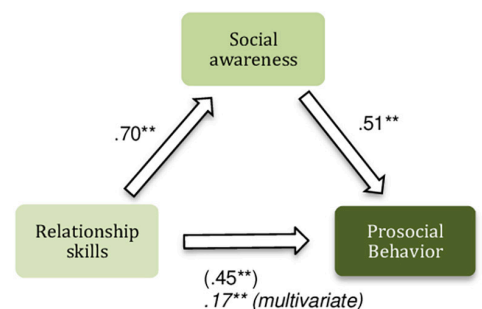 Social
awareness
.70**
.51**
Relationship
skills
Prosocial
Behavior
(.45**)
.17** (multivariate)